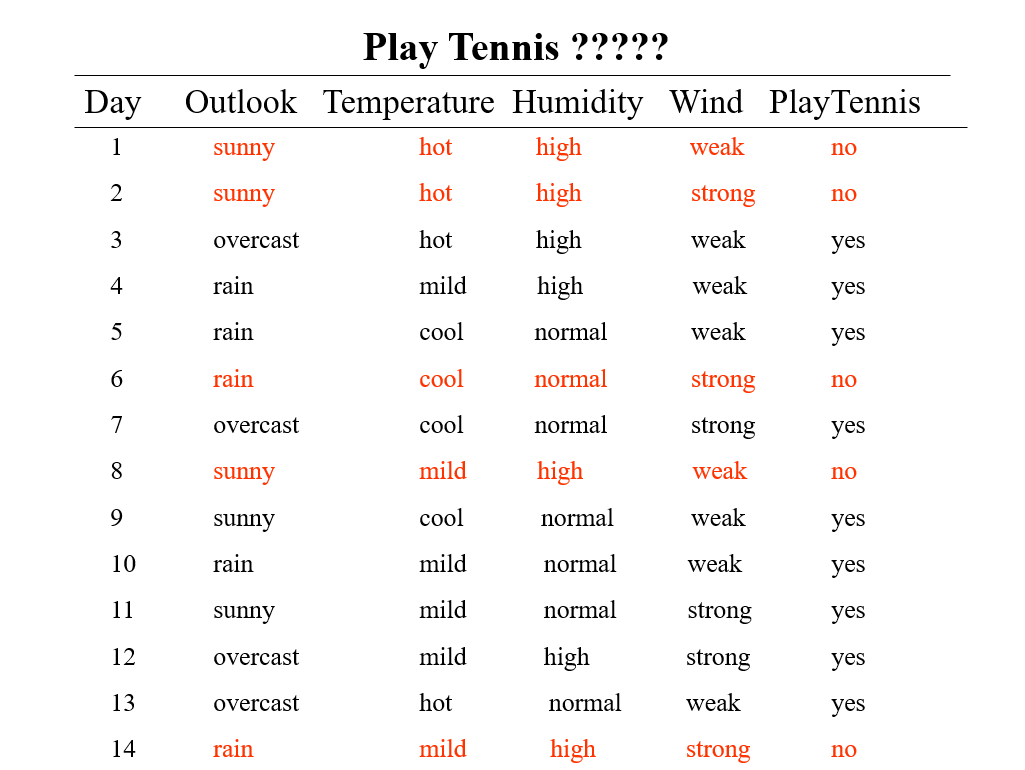 Play Tennis ?????
Day Outlook Temperature Humidity Wind PlayTennis
1 sunny hot high weak no
2 sunny hot high strong no
3 overcast hot high weak yes
4 rain mild high weak yes
5 rain cool normal weak yes
6 rain cool normal strong no
7 overcast cool normal strong yes
8 sunny mild high weak no
9 sunny cool normal weak yes
10 rain mild normal weak yes
11 sunny mild normal strong yes
12 overcast mild high strong yes
13 overcast hot normal weak yes
14 rain mild high strong no